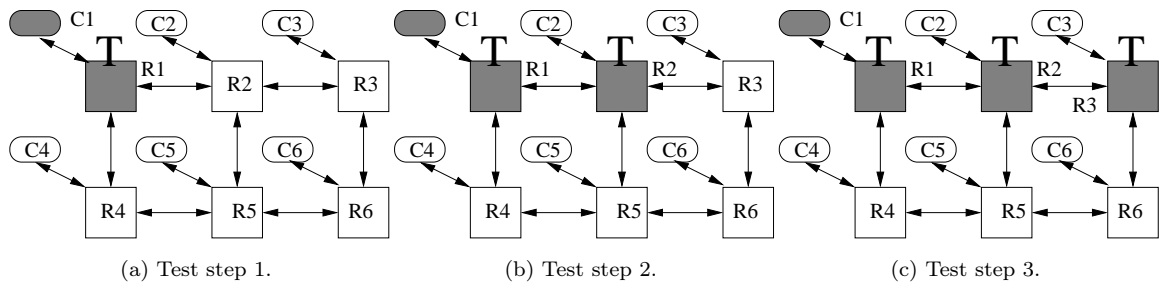 C1 C2 C3 C1 C2 C3 C1 C2 C3
T T T T T T
R1 R2 R3 R1 R2 R3 R1 R2 R3
C4 C5 C6 C4 C5 C6 C4 C5 C6
R4 R5 R6 R4 R5 R6 R4 R5 R6
(a) Test step 1. (b) Test step 2. (c) Test step 3.